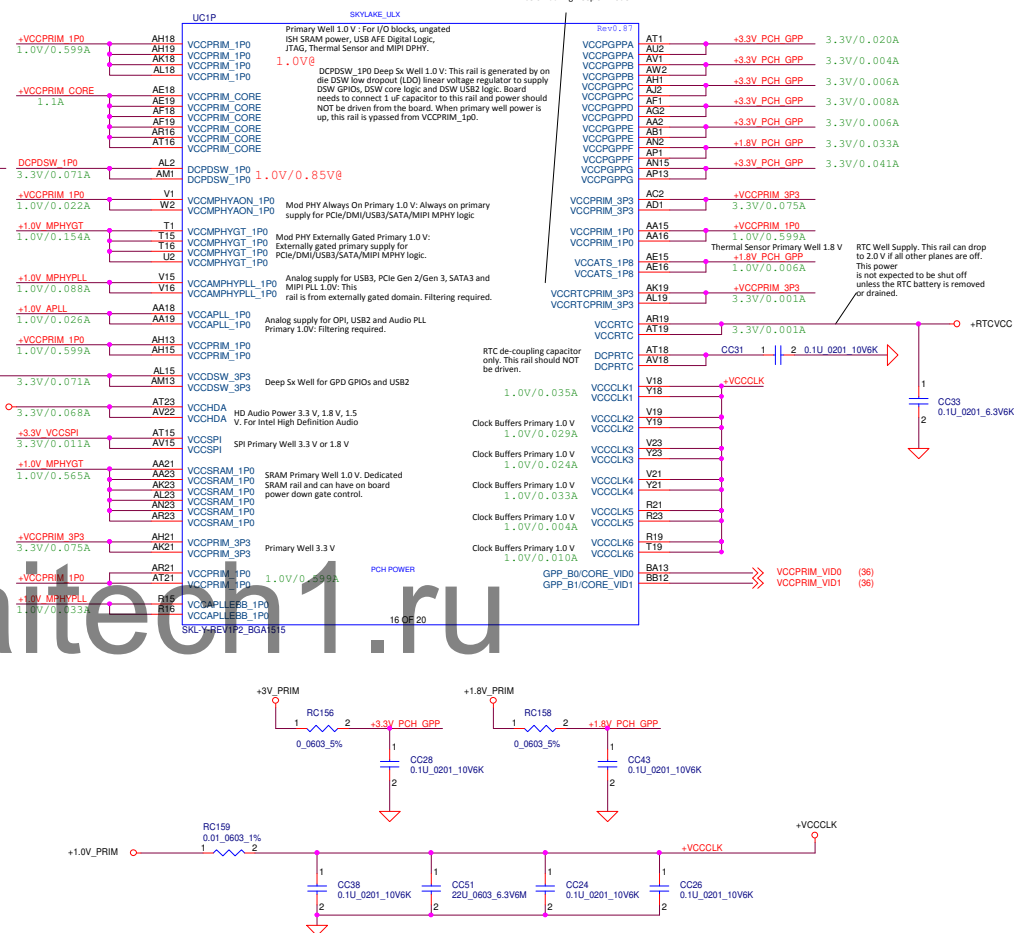 UC1P
SKYLAKE_ULX
Rev0.87
Primary Well 1.0 V : For I/O blocks, ungated
ISH SRAM power, USB AFE Digital Logic,
JTAG, Thermal Sensor and MIPI DPHY.
1.0V@
DCPDSW_1P0 Deep Sx Well 1.0 V: This rail is generated by on
die DSW low dropout (LDO) linear voltage regulator to supply
DSW GPIOs, DSW core logic and DSW USB2 logic. Board
needs to connect 1 uF capacitor to this rail and power should
NOT be driven from the board. When primary well power is
up, this rail is ypassed from VCCPRIM_1p0.
+VCCPRIM_1P0
1.0V/0.599A
AH18 VCCPRIM_1P0
AH19 VCCPRIM_1P0
AK18 VCCPRIM_1P0
AL18 VCCPRIM_1P0
+VCCPRIM_CORE
1.1A
AE18 VCCPRIM_CORE
AE19 VCCPRIM_CORE
AF18 VCCPRIM_CORE
AF19 VCCPRIM_CORE
AR16 VCCPRIM_CORE
AT16 VCCPRIM_CORE
DCPDSW_1P0
3.3V/0.071A
AL2 DCPDSW_1P0
AM1 DCPDSW_1P0
1.0V/0.85V@
+VCCPRIM_1P0
1.0V/0.022A
V1 VCCMPHYAON_1P0
W2 VCCMPHYAON_1P0
Mod PHY Always On Primary 1.0 V: Always on primary
supply for PCIe/DMI/USB3/SATA/MIPI MPHY logic
+1.0V_MPHYGT
1.0V/0.154A
T1 VCCMPHYGT_1P0
T15 VCCMPHYGT_1P0
T16 VCCMPHYGT_1P0
U2 VCCMPHYGT_1P0
Mod PHY Externally Gated Primary 1.0 V:
Externally gated primary supply for
PCIe/DMI/USB3/SATA/MIPI MPHY logic.
+1.0V_MPHYPLL
1.0V/0.088A
V15 VCCAMPHYPLL_1P0
V16 VCCAMPHYPLL_1P0
Analog supply for USB3, PCIe Gen 2/Gen 3, SATA3 and
MIPI PLL 1.0V: This
rail is from externally gated domain. Filtering required.
+1.0V_APLL
1.0V/0.026A
AA18 VCCAPLL_1P0
AA19 VCCAPLL_1P0
Analog supply for OPI, USB2 and Audio PLL
Primary 1.0V: Filtering required.
+VCCPRIM_1P0
1.0V/0.599A
AH13 VCCPRIM_1P0
AH15 VCCPRIM_1P0
3.3V/0.071A
AL15 VCCDSW_3P3
AM13 VCCDSW_3P3
Deep Sx Well for GPD GPIOs and USB2
3.3V/0.068A
AT23 VCCHDA
AV22 VCCHDA
HD Audio Power 3.3 V, 1.8 V, 1.5
V. For Intel High Definition Audio
+3.3V_VCCSPI
3.3V/0.011A
AT15 VCCSPI
AV15 VCCSPI
SPI Primary Well 3.3 V or 1.8 V
+1.0V_MPHYGT
1.0V/0.565A
AA21 VCCSRAM_1P0
AA23 VCCSRAM_1P0
AK23 VCCSRAM_1P0
AL23 VCCSRAM_1P0
AN23 VCCSRAM_1P0
AR23 VCCSRAM_1P0
SRAM Primary Well 1.0 V. Dedicated
SRAM rail and can have on board
power down gate control.
+VCCPRIM_3P3
3.3V/0.075A
AH21 VCCPRIM_3P3
AK21 VCCPRIM_3P3
Primary Well 3.3 V
+VCCPRIM_1P0
AR21 VCCPRIM_1P0
AT21 VCCPRIM_1P0
1.0V/0.599A
+1.0V_MPHYPLL
1.0V/0.033A
R15 VCCAPLLEBB_1P0
R16 VCCAPLLEBB_1P0
PCH POWER
16 OF 20
SKL-Y-REV1P2_BGA1515
VCCPGPPA AT1 +3.3V_PCH_GPP 3.3V/0.020A
VCCPGPPA AU2
VCCPGPPB AV1 +3.3V_PCH_GPP 3.3V/0.004A
VCCPGPPB AW2
VCCPGPPC AH1 +3.3V_PCH_GPP 3.3V/0.006A
VCCPGPPC AJ2
VCCPGPPD AF1 +3.3V_PCH_GPP 3.3V/0.008A
VCCPGPPD AG2
VCCPGPPE AA2 +3.3V_PCH_GPP 3.3V/0.006A
VCCPGPPE AB1
VCCPGPPF AN2 +1.8V_PCH_GPP 3.3V/0.033A
VCCPGPPF AP1
VCCPGPPG AN15 +3.3V_PCH_GPP 3.3V/0.041A
VCCPGPPG AP13
VCCPRIM_3P3 AC2 +VCCPRIM_3P3
VCCPRIM_3P3 AD1 3.3V/0.075A
VCCPRIM_1P0 AA15 +VCCPRIM_1P0
VCCPRIM_1P0 AA16 1.0V/0.599A
Thermal Sensor Primary Well 1.8 V
VCCATS_1P8 AE15 +1.8V_PCH_GPP
VCCATS_1P8 AE16 1.0V/0.006A
VCCRTCPRIM_3P3 AK19 +VCCPRIM_3P3
VCCRTCPRIM_3P3 AL19 3.3V/0.001A
RTC Well Supply. This rail can drop
to 2.0 V if all other planes are off.
This power
is not expected to be shut off
unless the RTC battery is removed
or drained.
VCCRTC AR19 +RTCVCC
VCCRTC AT19 3.3V/0.001A
RTC de-coupling capacitor
only. This rail should NOT
be driven.
DCPRTC AT18 CC31 1 2 0.1U_0201_10V6K
DCPRTC AV18
1
CC33
0.1U_0201_6.3V6K
2
1.0V/0.035A
VCCCLK1 V18 +VCCCLK
VCCCLK1 Y18
Clock Buffers Primary 1.0 V
1.0V/0.029A
VCCCLK2 V19
VCCCLK2 Y19
Clock Buffers Primary 1.0 V
1.0V/0.024A
VCCCLK3 V23
VCCCLK3 Y23
Clock Buffers Primary 1.0 V
1.0V/0.033A
VCCCLK4 V21
VCCCLK4 Y21
Clock Buffers Primary 1.0 V
1.0V/0.004A
VCCCLK5 R21
VCCCLK5 R23
Clock Buffers Primary 1.0 V
1.0V/0.010A
VCCCLK6 R19
VCCCLK6 T19
GPP_B0/CORE_VID0 BA13 VCCPRIM_VID0 (36)
GPP_B1/CORE_VID1 BB12 VCCPRIM_VID1 (36)
aitech1.ru
+3V_PRIM
RC156
1 2
0_0603_5%
+3.3V_PCH_GPP
1
CC28
0.1U_0201_10V6K
2
+1.8V_PRIM
RC158
1 2
0_0603_5%
+1.8V_PCH_GPP
1
CC43
0.1U_0201_10V6K
2
+1.0V_PRIM
RC159
0.01_0603_1%
1 2
+VCCCLK
+VCCCLK
1
CC38
0.1U_0201_10V6K
2
1
CC51
22U_0603_6.3V6M
2
1
CC24
0.1U_0201_10V6K
2
1
CC26
0.1U_0201_10V6K
2